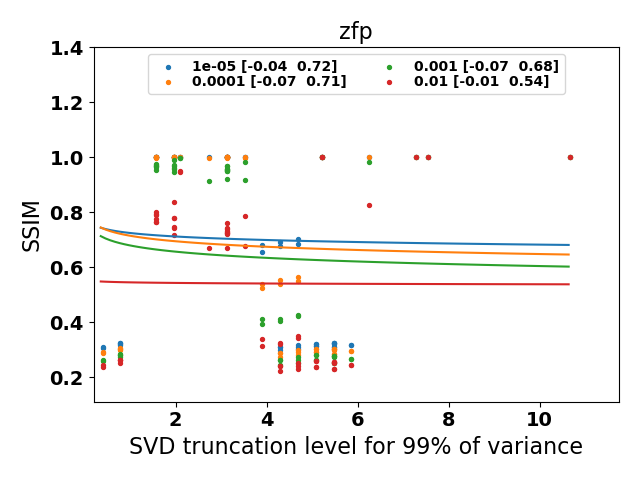 zfp
1e-05 [-0.04  0.72]
0.0001 [-0.07  0.71]
0.001 [-0.07  0.68]
0.01 [-0.01  0.54]
SSIM
1.4
1.2
1.0
0.8
0.6
0.4
0.2
2 4 6 8 10
SVD truncation level for 99% of variance